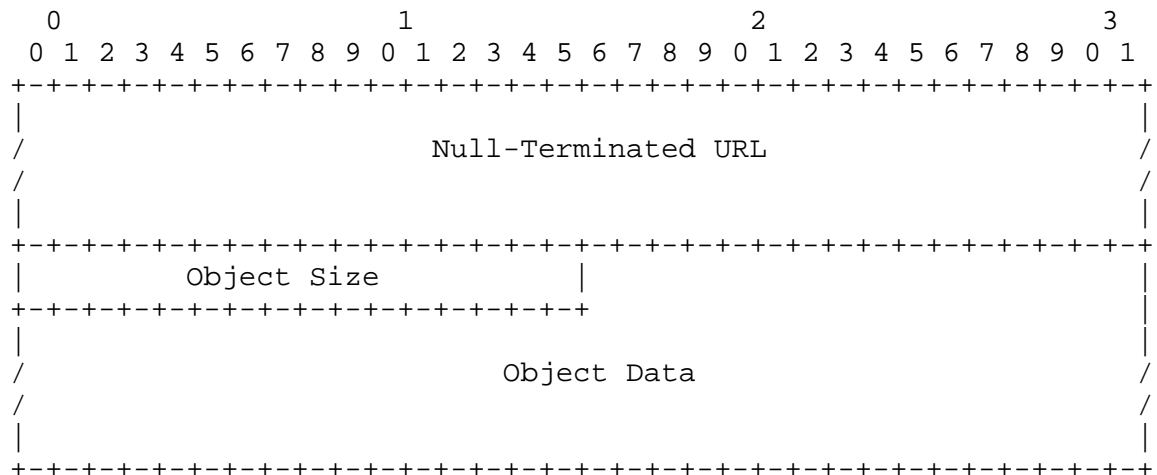 0                   1                   2                   3
0 1 2 3 4 5 6 7 8 9 0 1 2 3 4 5 6 7 8 9 0 1 2 3 4 5 6 7 8 9 0 1
+-+-+-+-+-+-+-+-+-+-+-+-+-+-+-+-+-+-+-+-+-+-+-+-+-+-+-+-+-+-+-+-+
|                                                               |
/                       Null-Terminated URL                     /
/                                                               /
|                                                               |
+-+-+-+-+-+-+-+-+-+-+-+-+-+-+-+-+-+-+-+-+-+-+-+-+-+-+-+-+-+-+-+-+
|         Object Size           |                               |
+-+-+-+-+-+-+-+-+-+-+-+-+-+-+-+-+                               |
|                                                               |
/                           Object Data                         /
/                                                               /
|                                                               |
+-+-+-+-+-+-+-+-+-+-+-+-+-+-+-+-+-+-+-+-+-+-+-+-+-+-+-+-+-+-+-+-+